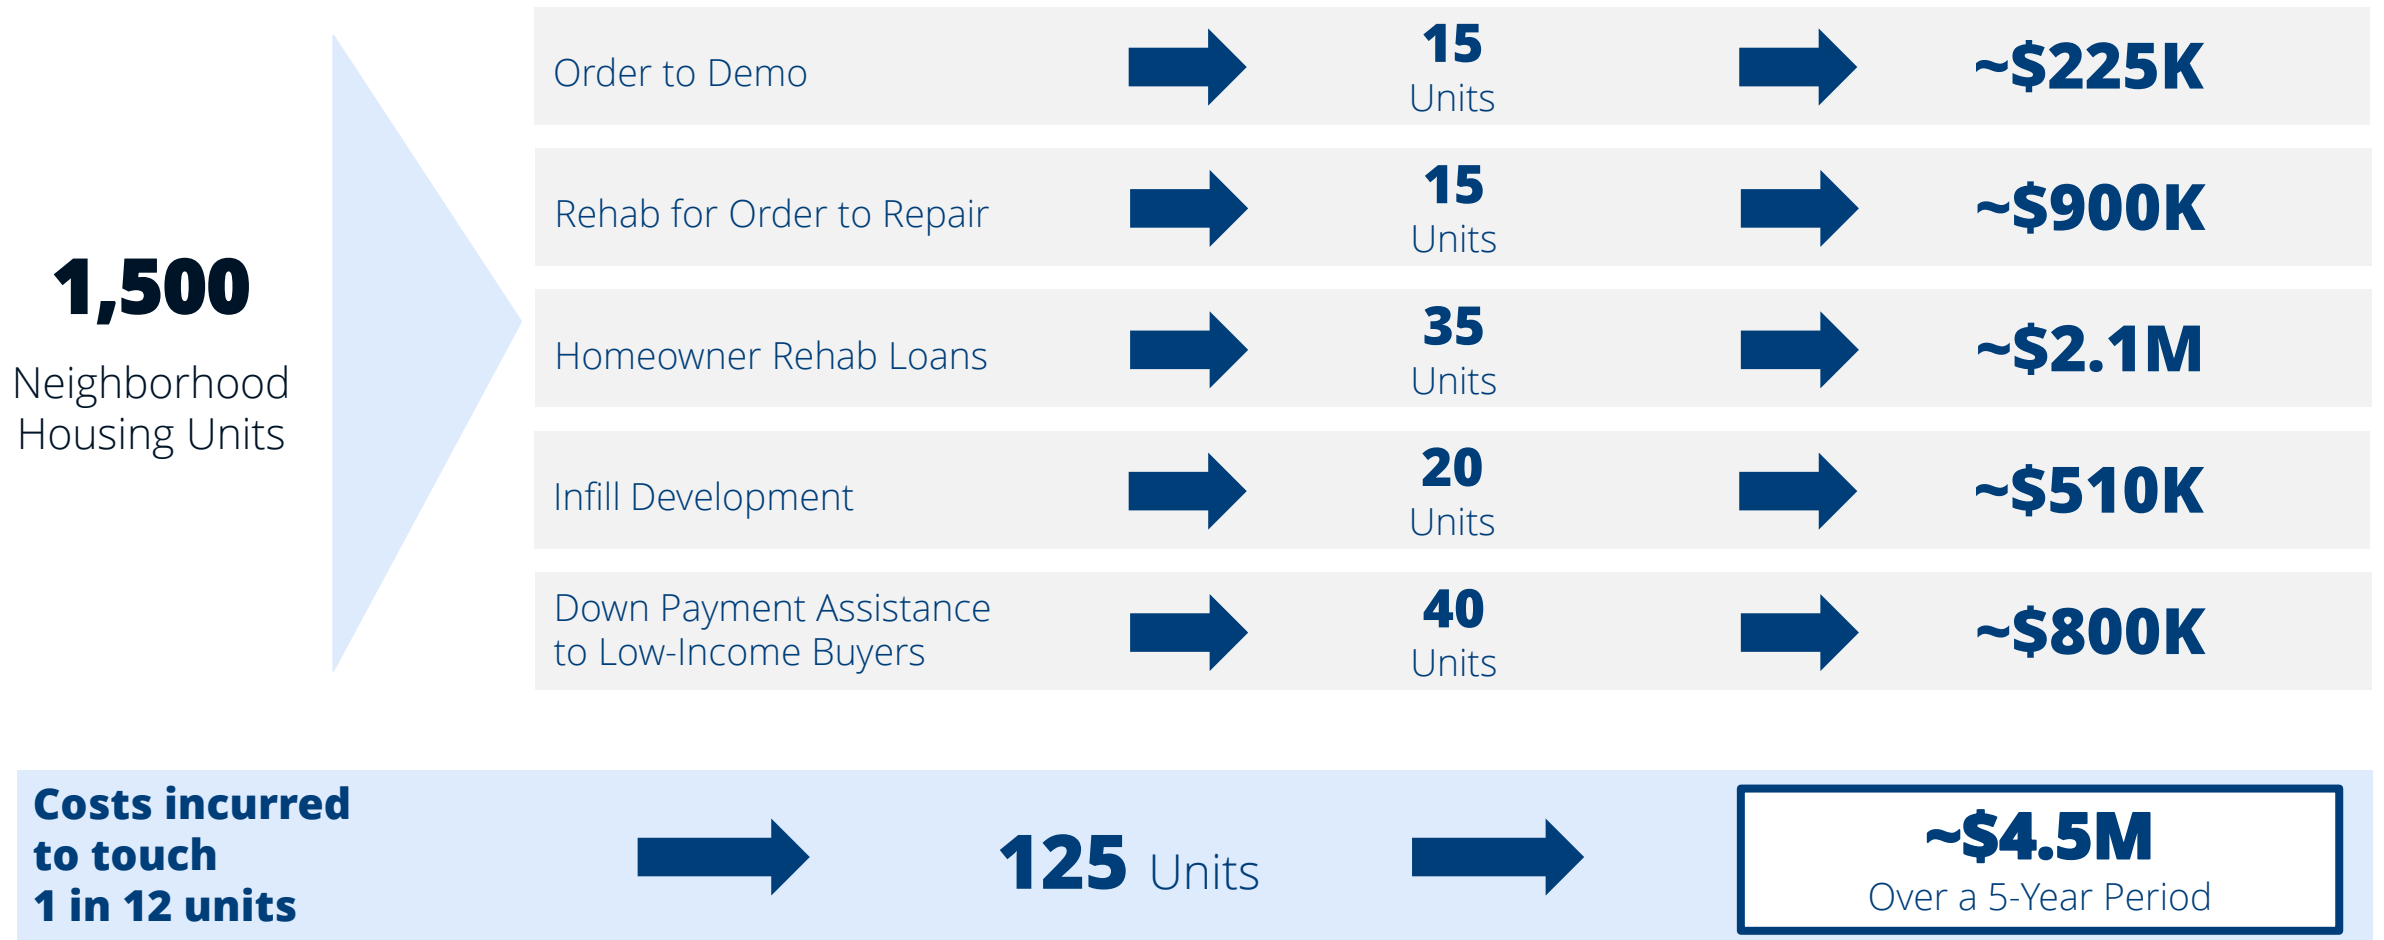 1,500
Neighborhood
Housing Units
Order to Demo
15
Units
~$225K
Rehab for Order to Repair
15
Units
~$900K
Homeowner Rehab Loans
35
Units
~$2.1M
Infill Development
20
Units
~$510K
Down Payment Assistance
to Low-Income Buyers
40
Units
~$800K
Costs incurred
to touch
1 in 12 units
125 Units
~$4.5M
Over a 5-Year Period